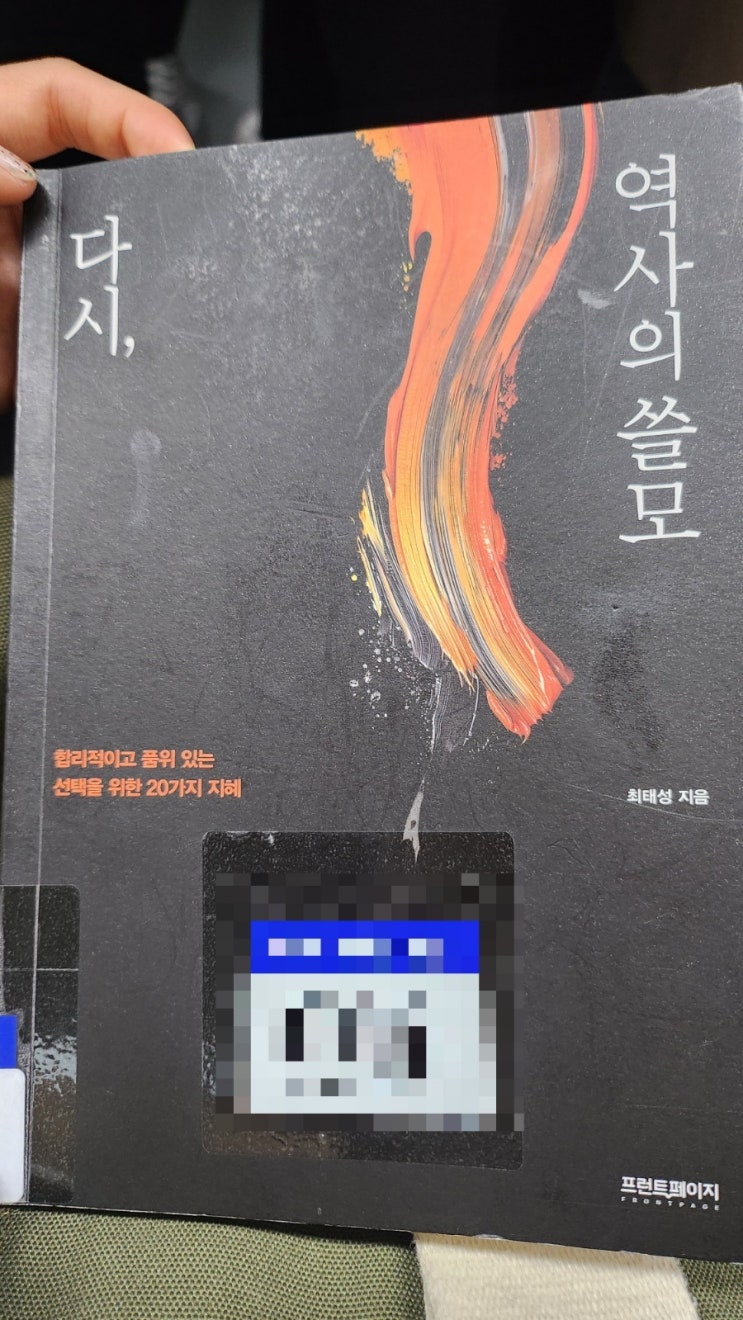 다시,
역사의 쓸모
합리적이고 품위 있는
선택을 위한 20가지 지혜
최태성 지음
프런트페이지
FRONTPAGE